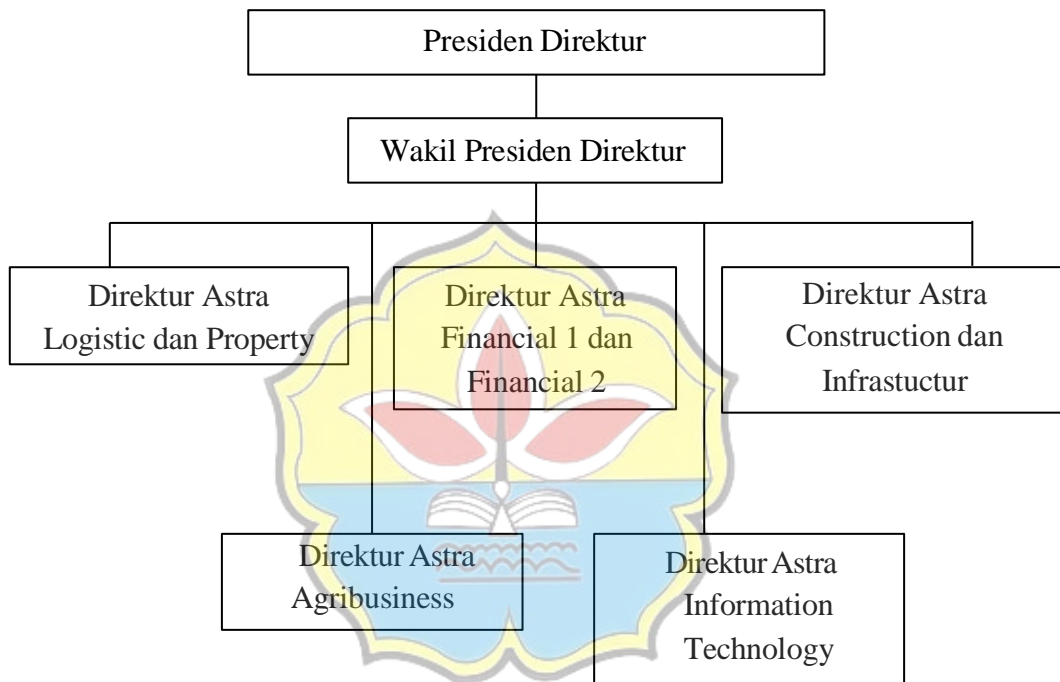 Presiden Direktur
Wakil Presiden Direktur
Direktur Astra
Logistic dan Property
Direktur Astra
Financial 1 dan
Financial 2
Direktur Astra
Construction dan
Infrastuctur
Direktur Astra
Agribusiness
Direktur Astra
Information
Technology